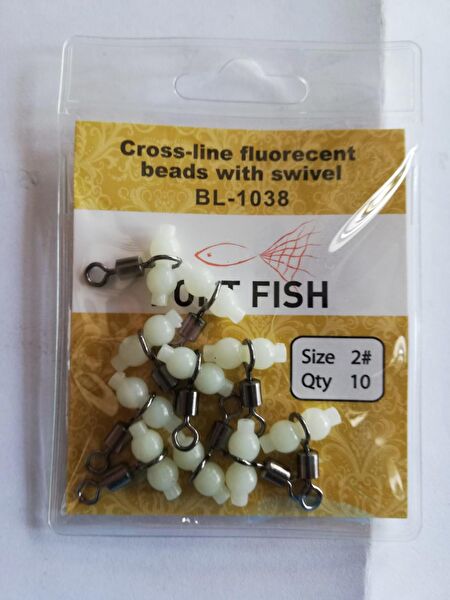 Cross-line fluorecent
beads with swivel
BL-1038
FISH
Size 2#
Qty 10